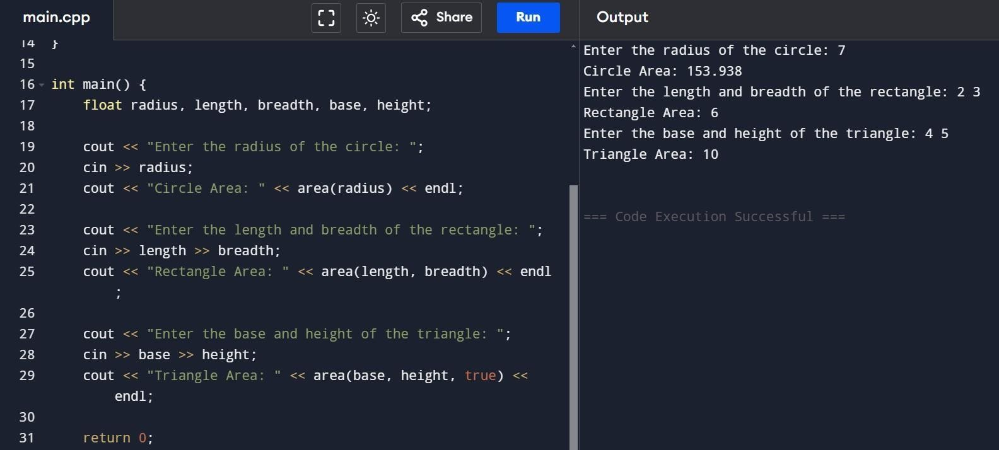 main.cpp
Share
Run
Output
14 }
15
16 int main() {
17     float radius, length, breadth, base, height;
18
19     cout << "Enter the radius of the circle: ";
20     cin >> radius;
21     cout << "Circle Area: " << area(radius) << endl;
22
23     cout << "Enter the length and breadth of the rectangle: ";
24     cin >> length >> breadth;
25     cout << "Rectangle Area: " << area(length, breadth) << endl
;
26
27     cout << "Enter the base and height of the triangle: ";
28     cin >> base >> height;
29     cout << "Triangle Area: " << area(base, height, true) <<
endl;
30
31     return 0;
Enter the radius of the circle: 7
Circle Area: 153.938
Enter the length and breadth of the rectangle: 2 3
Rectangle Area: 6
Enter the base and height of the triangle: 4 5
Triangle Area: 10
=== Code Execution Successful ===